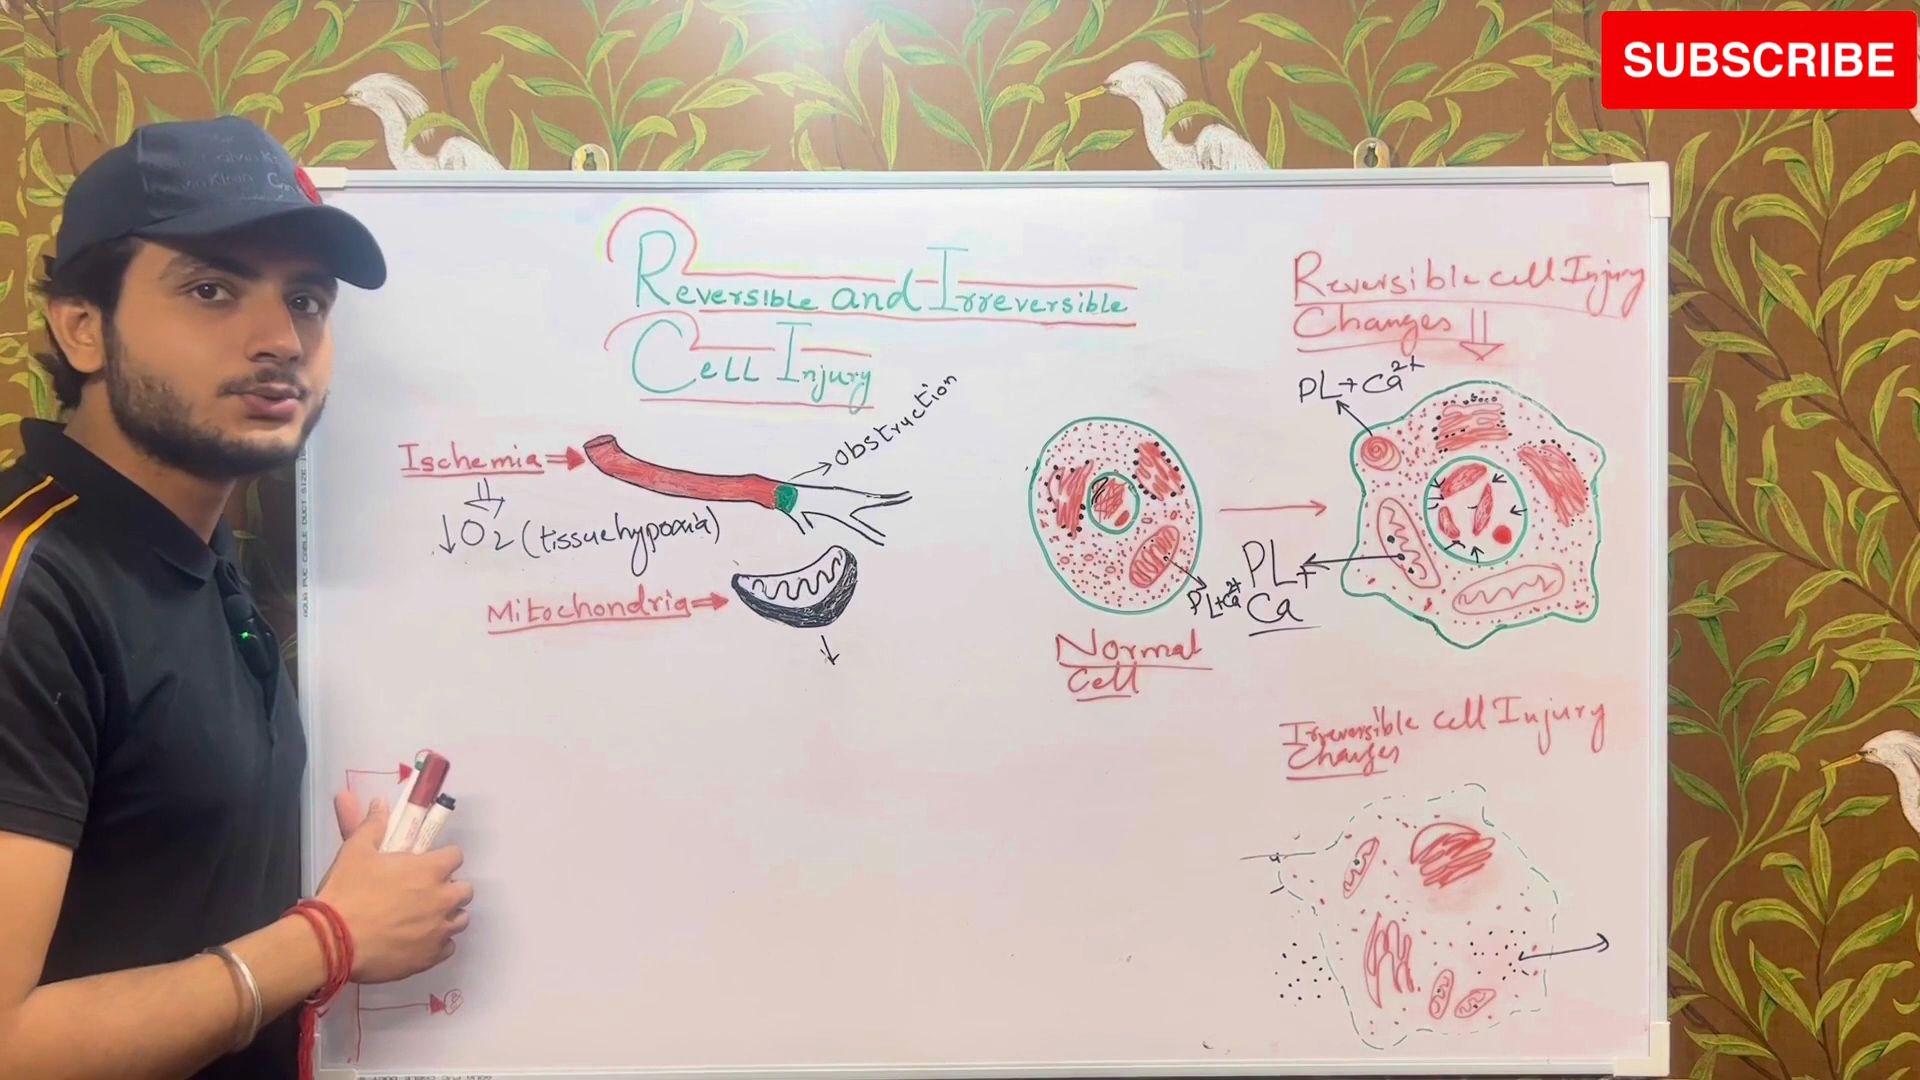 SUBSCRIBE
Reversible and Irreversible
Cell Injury
Obstruction
Ischemia
↓O2 (tissue hypoxia)
Mitochondria
Reversible cell Injury
Changes
PL+Ca2+
PL+Ca2+
PL+
Ca
Normal
Cell
Irreversible cell Injury
Changes